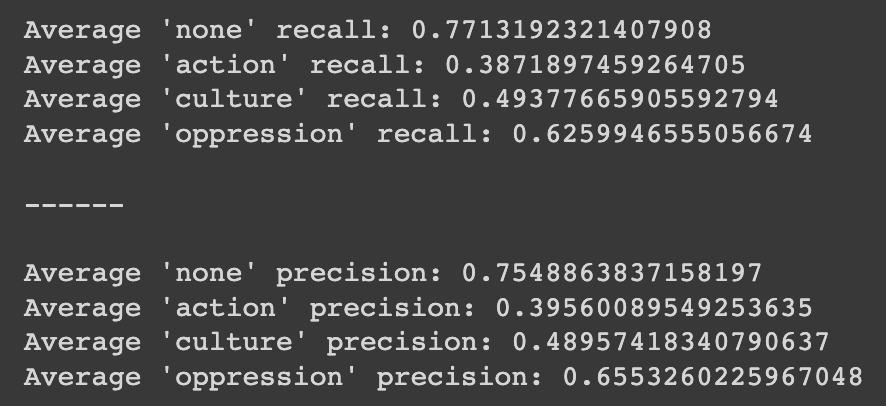 Average 'none' recall: 0.7713192321407908
Average 'action' recall: 0.3871897459264705
Average 'culture' recall: 0.49377665905592794
Average 'oppression' recall: 0.6259946555056674
------
Average 'none' precision: 0.7548863837158197
Average 'action' precision: 0.39560089549253635
Average 'culture' precision: 0.48957418340790637
Average 'oppression' precision: 0.6553260225967048